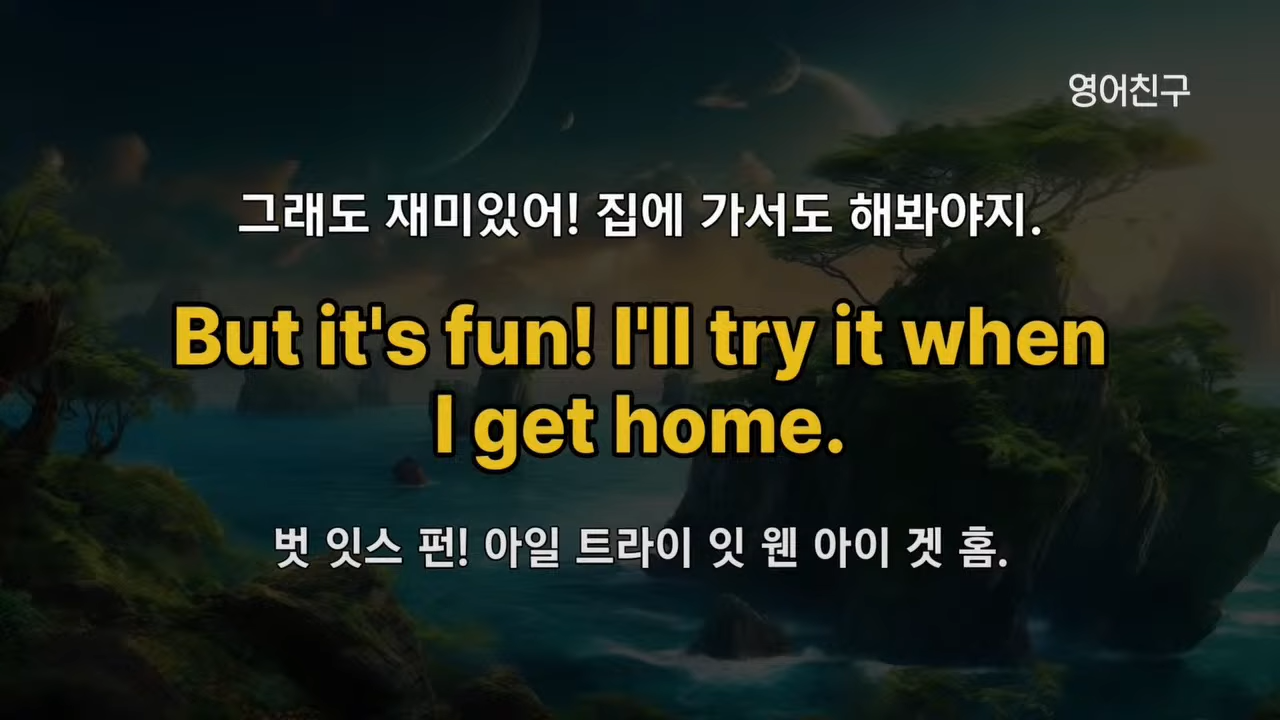 영어친구
그래도 재미있어! 집에 가서도 해봐야지.
But it's fun! I'll try it when
I get home.
벗 잇스 펀! 아일 트라이 잇 웬 아이 겟 홈.